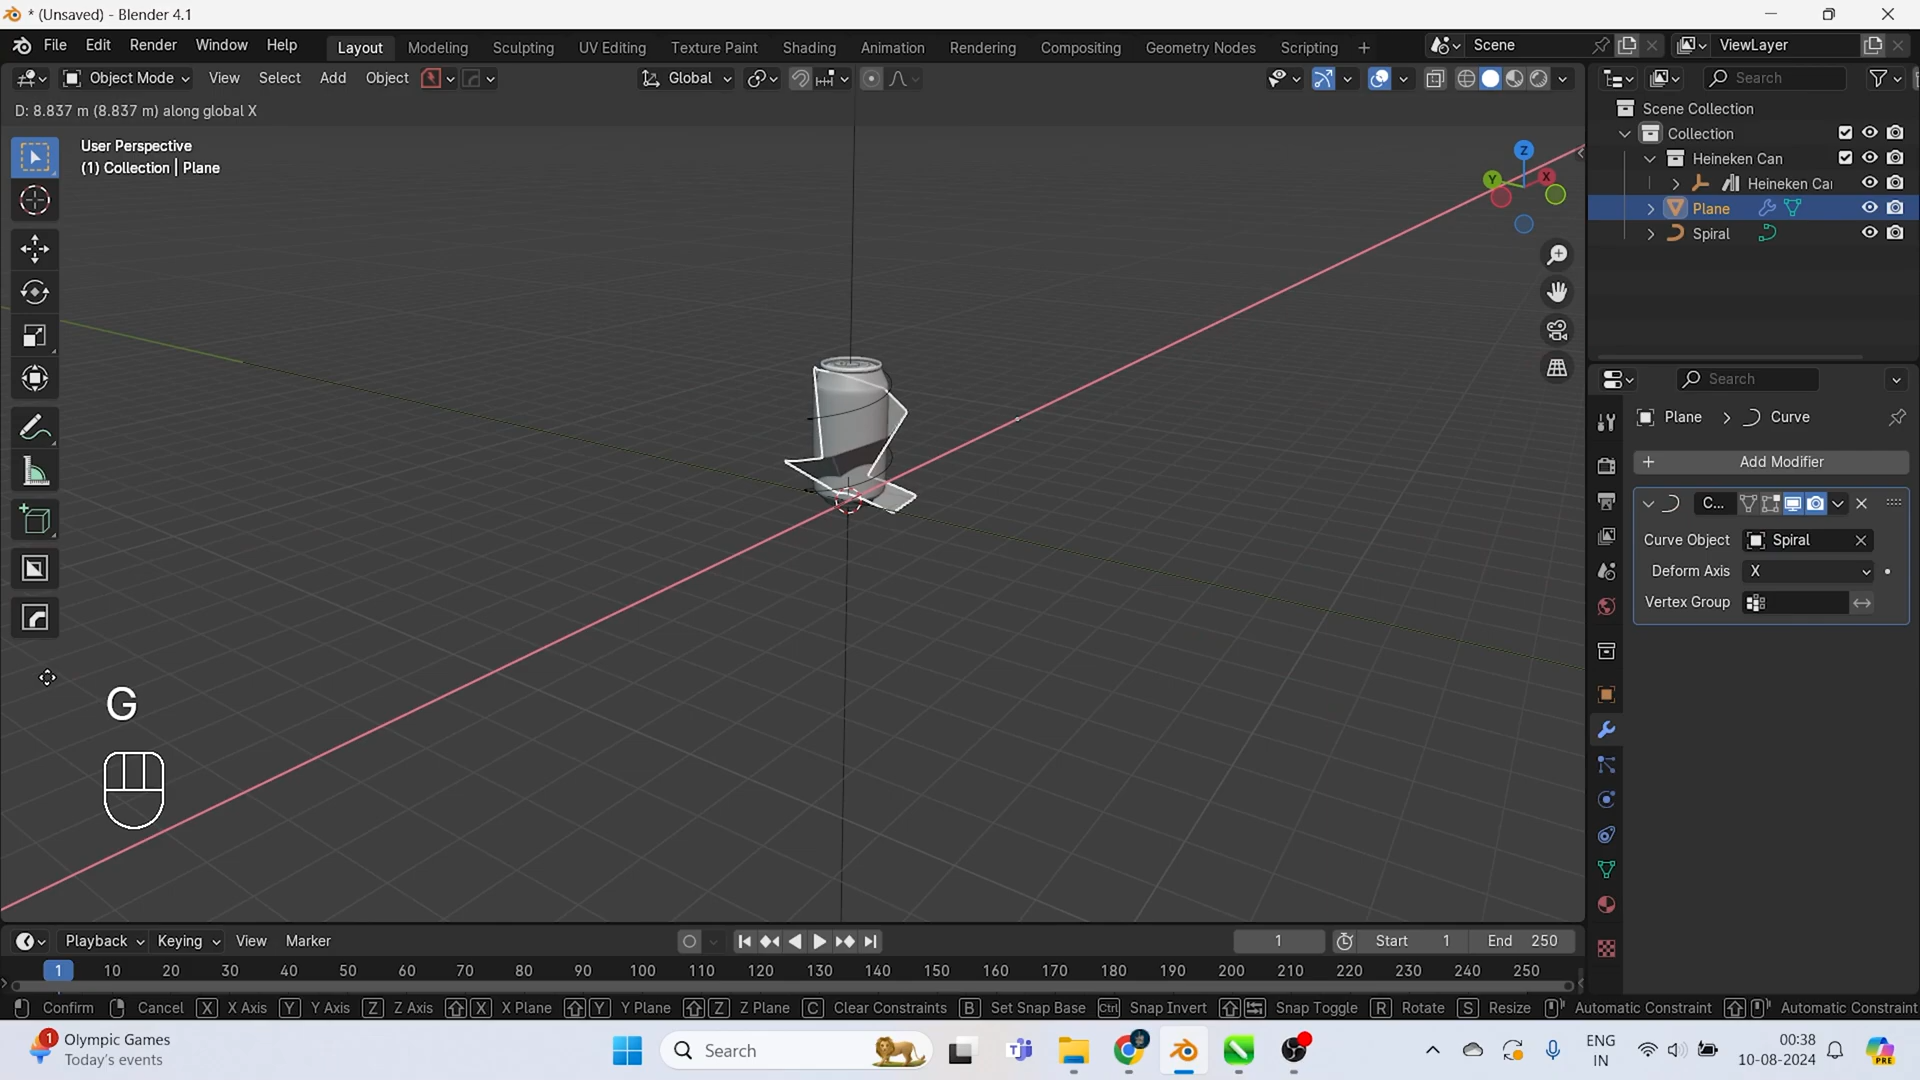 * (Unsaved) - Blender 4.1
File Edit Render Window Help Layout Modeling Sculpting UV Editing Texture Paint Shading Animation Rendering Compositing Geometry Nodes Scripting + Scene ViewLayer
Object Mode View Select Add Object Global Search
D: 8.837 m (8.837 m) along global X
User Perspective
(1) Collection | Plane
Z
Y
X
Scene Collection
Collection
Heineken Can
Heineken Ca
Plane
Spiral
Search
Plane > Curve
+ Add Modifier
C...
Curve Object Spiral
Deform Axis X
Vertex Group
G
Playback Keying View Marker 1 Start 1 End 250
1 10 20 30 40 50 60 70 80 90 100 110 120 130 140 150 160 170 180 190 200 210 220 230 240 250
Confirm Cancel X X Axis Y Y Axis Z Z Axis X X Plane Y Y Plane Z Z Plane C Clear Constraints B Set Snap Base Ctrl Snap Invert Snap Toggle R Rotate S Resize Automatic Constraint Automatic Constraint
1
Olympic Games
Today's events
Search
ENG
IN
00:38
10-08-2024
PRE